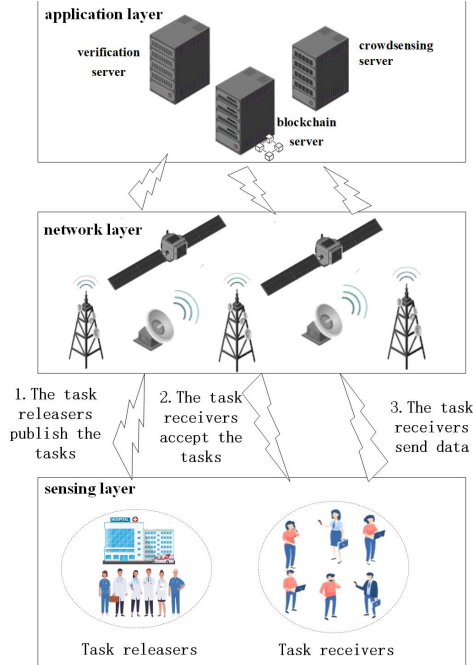 application layer
verification
server
crowdsensing
server
blockchain
server
network layer
1.The task
releasers
publish the
tasks
2.The task
receivers
accept the
tasks
3.The task
receivers
send data
sensing layer
HOSPITAL
Task releasers
Task receivers